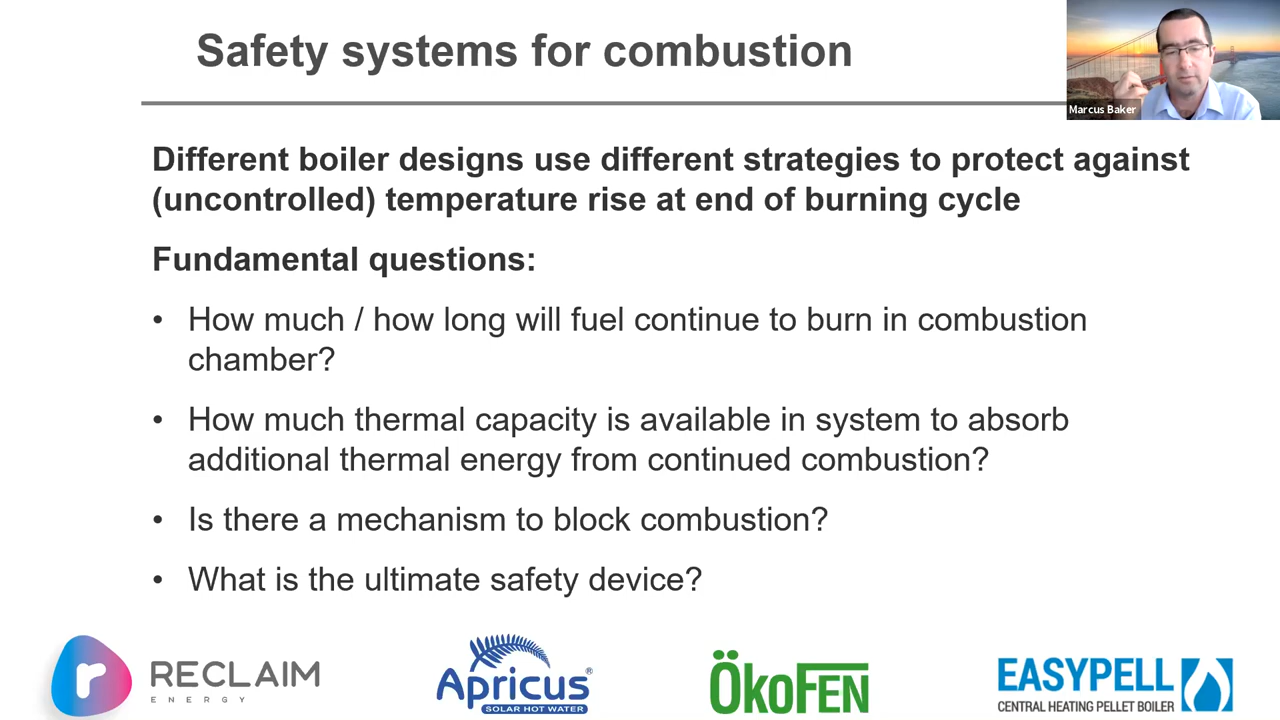 Safety systems for combustion
Marcus Baker
Different boiler designs use different strategies to protect against
(uncontrolled) temperature rise at end of burning cycle
Fundamental questions:
• How much / how long will fuel continue to burn in combustion
chamber?
• How much thermal capacity is available in system to absorb
additional thermal energy from continued combustion?
• Is there a mechanism to block combustion?
• What is the ultimate safety device?
r RECLAIM
ENERGY
Apricus®
SOLAR HOT WATER
ÖkoFEN
EASYPELL
CENTRAL HEATING PELLET BOILER